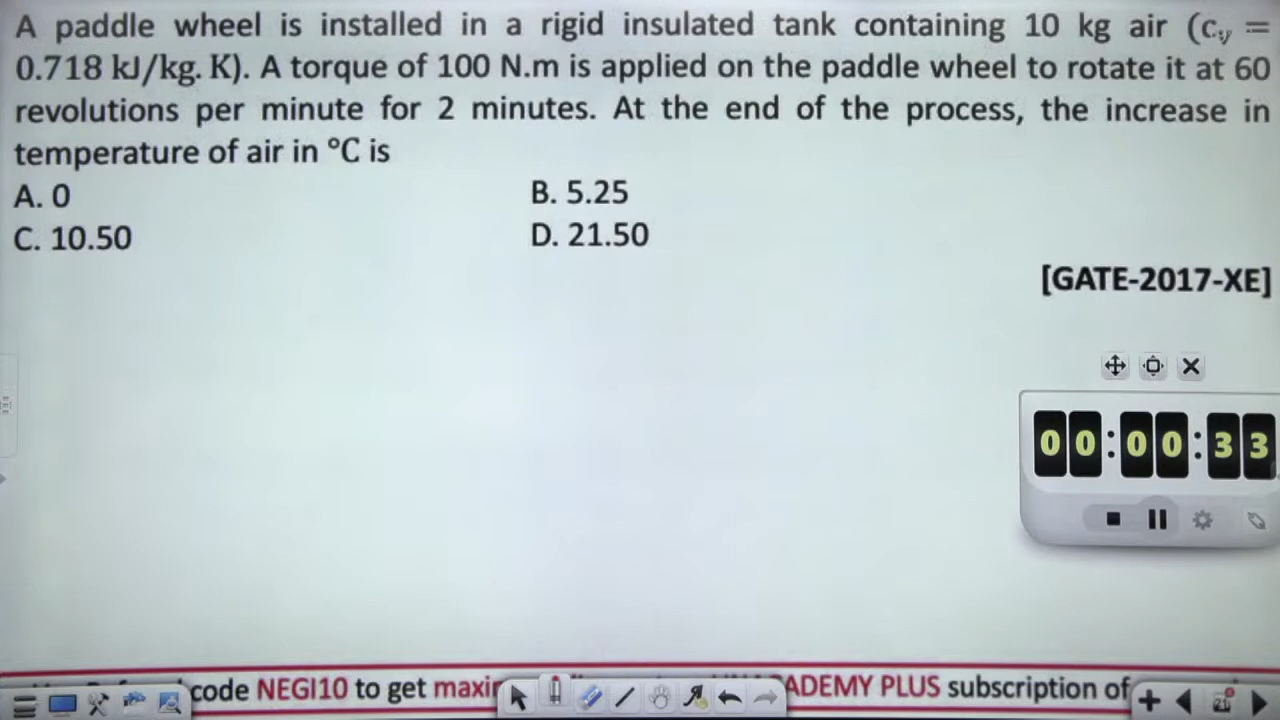 A paddle wheel is installed in a rigid insulated tank containing 10 kg air (cᵥ =
0.718 kJ/kg. K). A torque of 100 N.m is applied on the paddle wheel to rotate it at 60
revolutions per minute for 2 minutes. At the end of the process, the increase in
temperature of air in °C is
A. 0
B. 5.25
C. 10.50
D. 21.50
[GATE-2017-XE]
00:00:33
code NEGI10 to get
PLUS subscription of
21